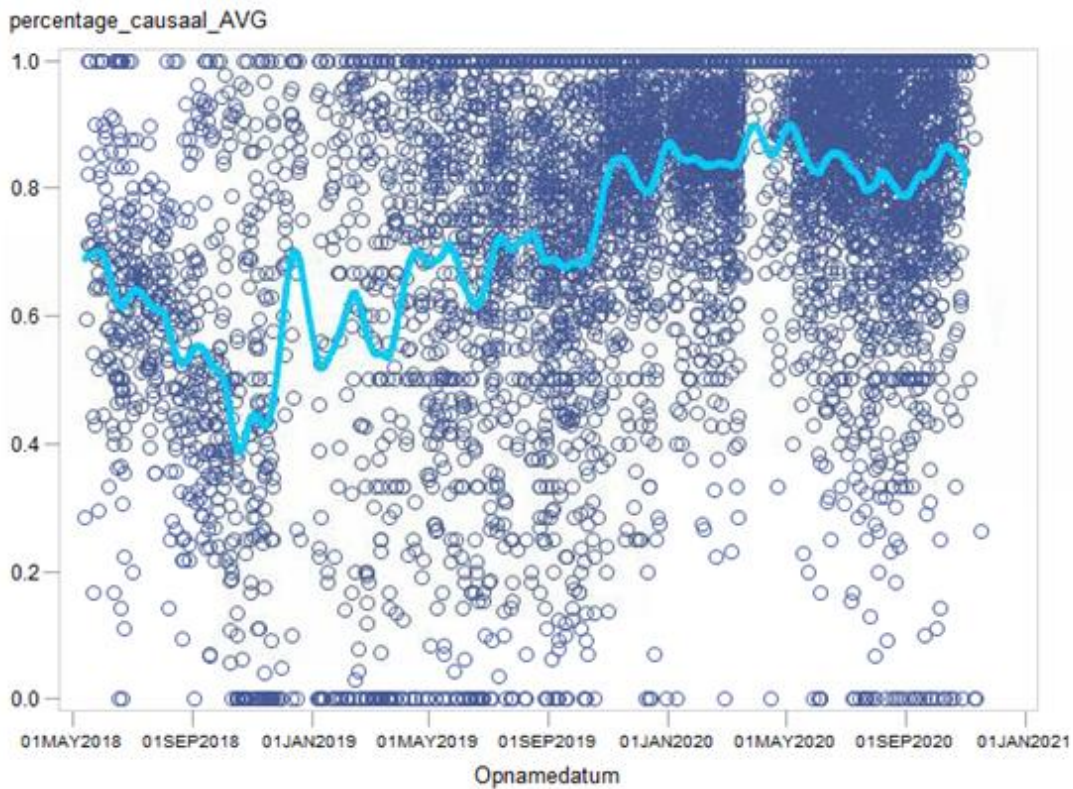 percentage_causaal_AVG
1.0
0.8
0.6
0.4
0.2
0.0
01MAY2018 01SEP2018 01JAN2019 01MAY2019 01SEP2019 01JAN2020 01MAY2020 01SEP2020 01JAN2021
Opnamedatum